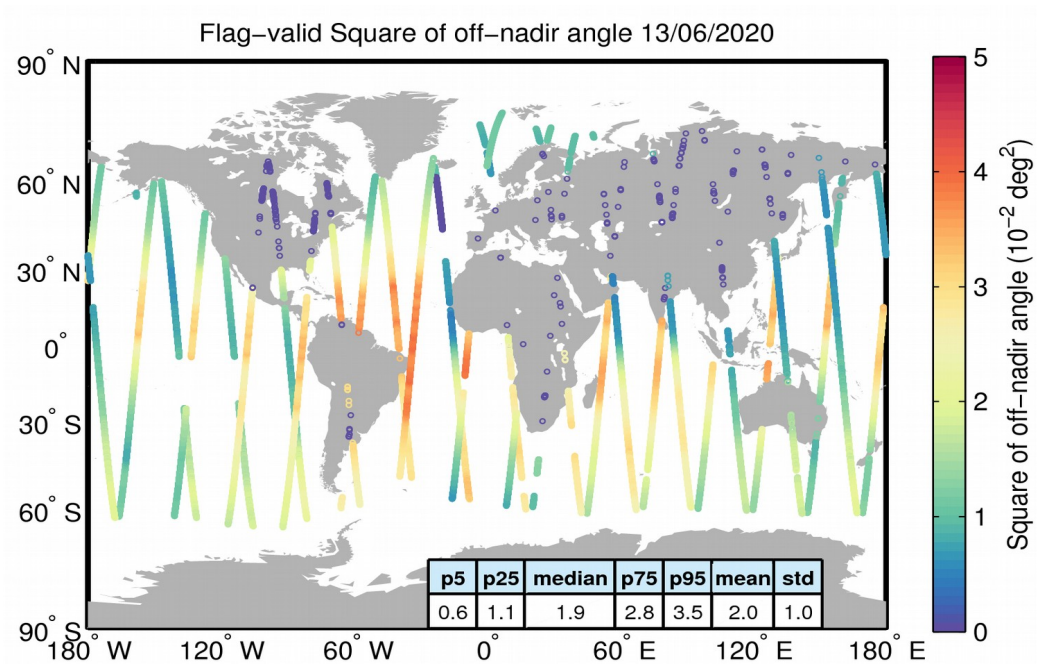 Flag−valid Square of off−nadir angle 13/06/2020
90° N
60° N
30° N
0°
30° S
60° S
90° S
180° W
120° W
60° W
0°
60° E
120° E
180° E
p5 p25 median p75 p95 mean std
0.6 1.1 1.9 2.8 3.5 2.0 1.0
5
4
3
2
1
0
Square of off−nadir angle (10⁻² deg²)